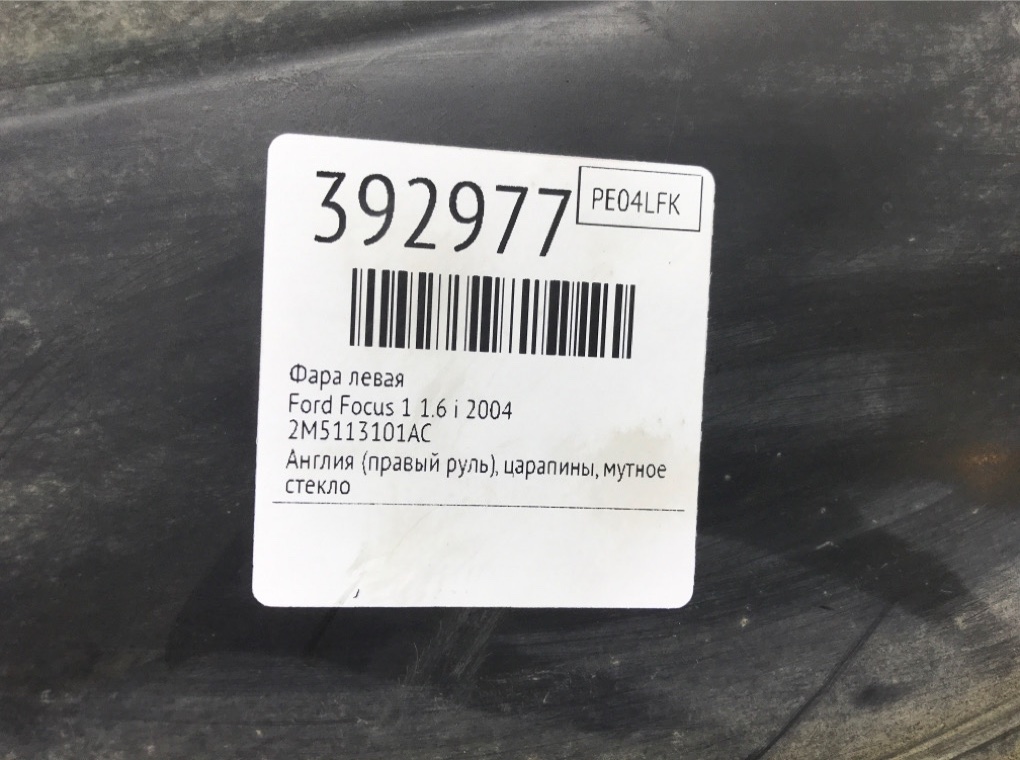 392977
PE04LFK
Фара левая
Ford Focus 1 1.6 i 2004
2M5113101AC
Англия (правый руль), царапины, мутное
стекло